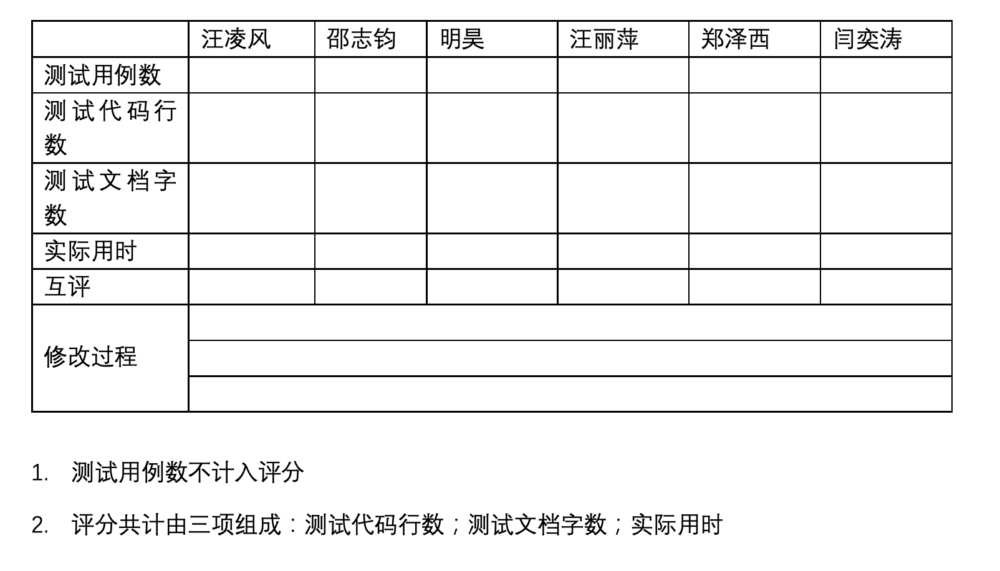 汪凌风 邵志钧 明昊 汪丽萍 郑泽西 闫奕涛
测试用例数
测试代码行
数
测试文档字
数
实际用时
互评
修改过程
1. 测试用例数不计入评分
2. 评分共计由三项组成：测试代码行数；测试文档字数；实际用时